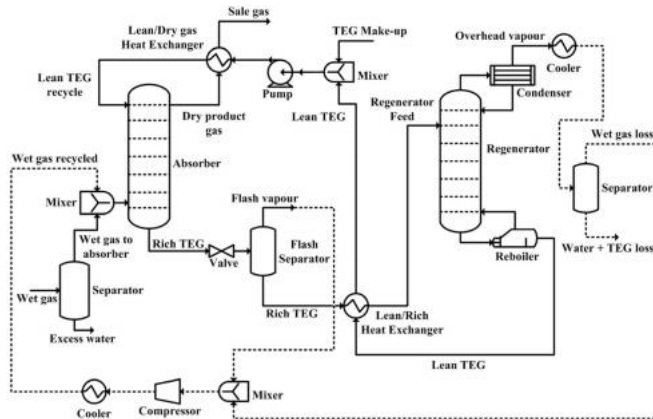 Sale gas
Lean/Dry gas
Heat Exchanger
TEG Make-up
Overhead vapour
Cooler
Lean TEG
recycle
Pump
Mixer
Condenser
Dry product
gas
Lean TEG
Regenerator
Feed
Wet gas loss
Wet gas recycled
Absorber
Regenerator
Mixer
Flash vapour
Separator
Wet gas to
absorber
Rich TEG
Valve
Flash
Separator
Reboiler
Water + TEG loss
Wet gas
Separator
Rich TEG
Lean/Rich
Heat Exchanger
Excess water
Lean TEG
Cooler
Compressor
Mixer